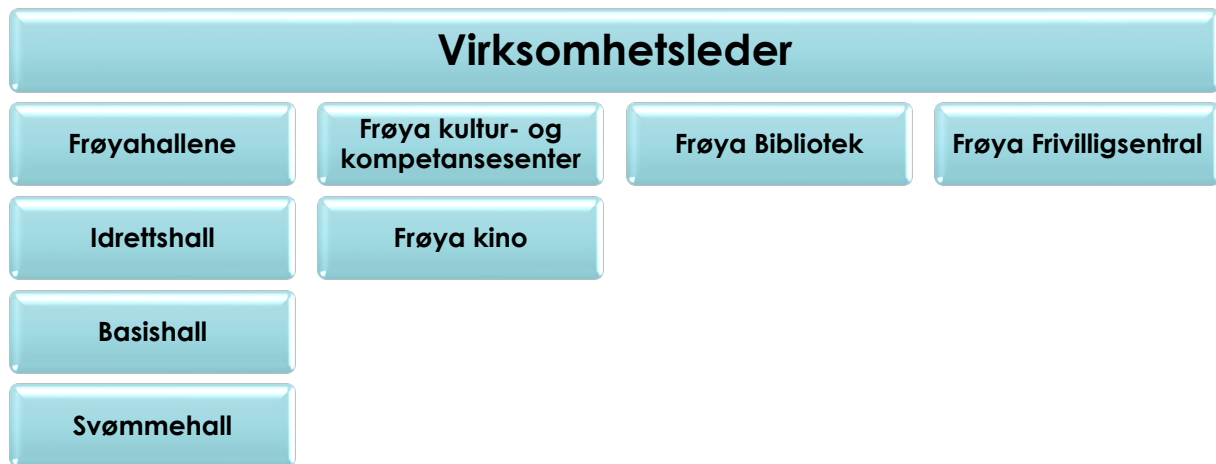 Virksomhetsleder
Frøyahallene
Frøya kultur- og
kompetansesenter
Frøya Bibliotek
Frøya Frivilligsentral
Idrettshall
Frøya kino
Basishall
Svømmehall